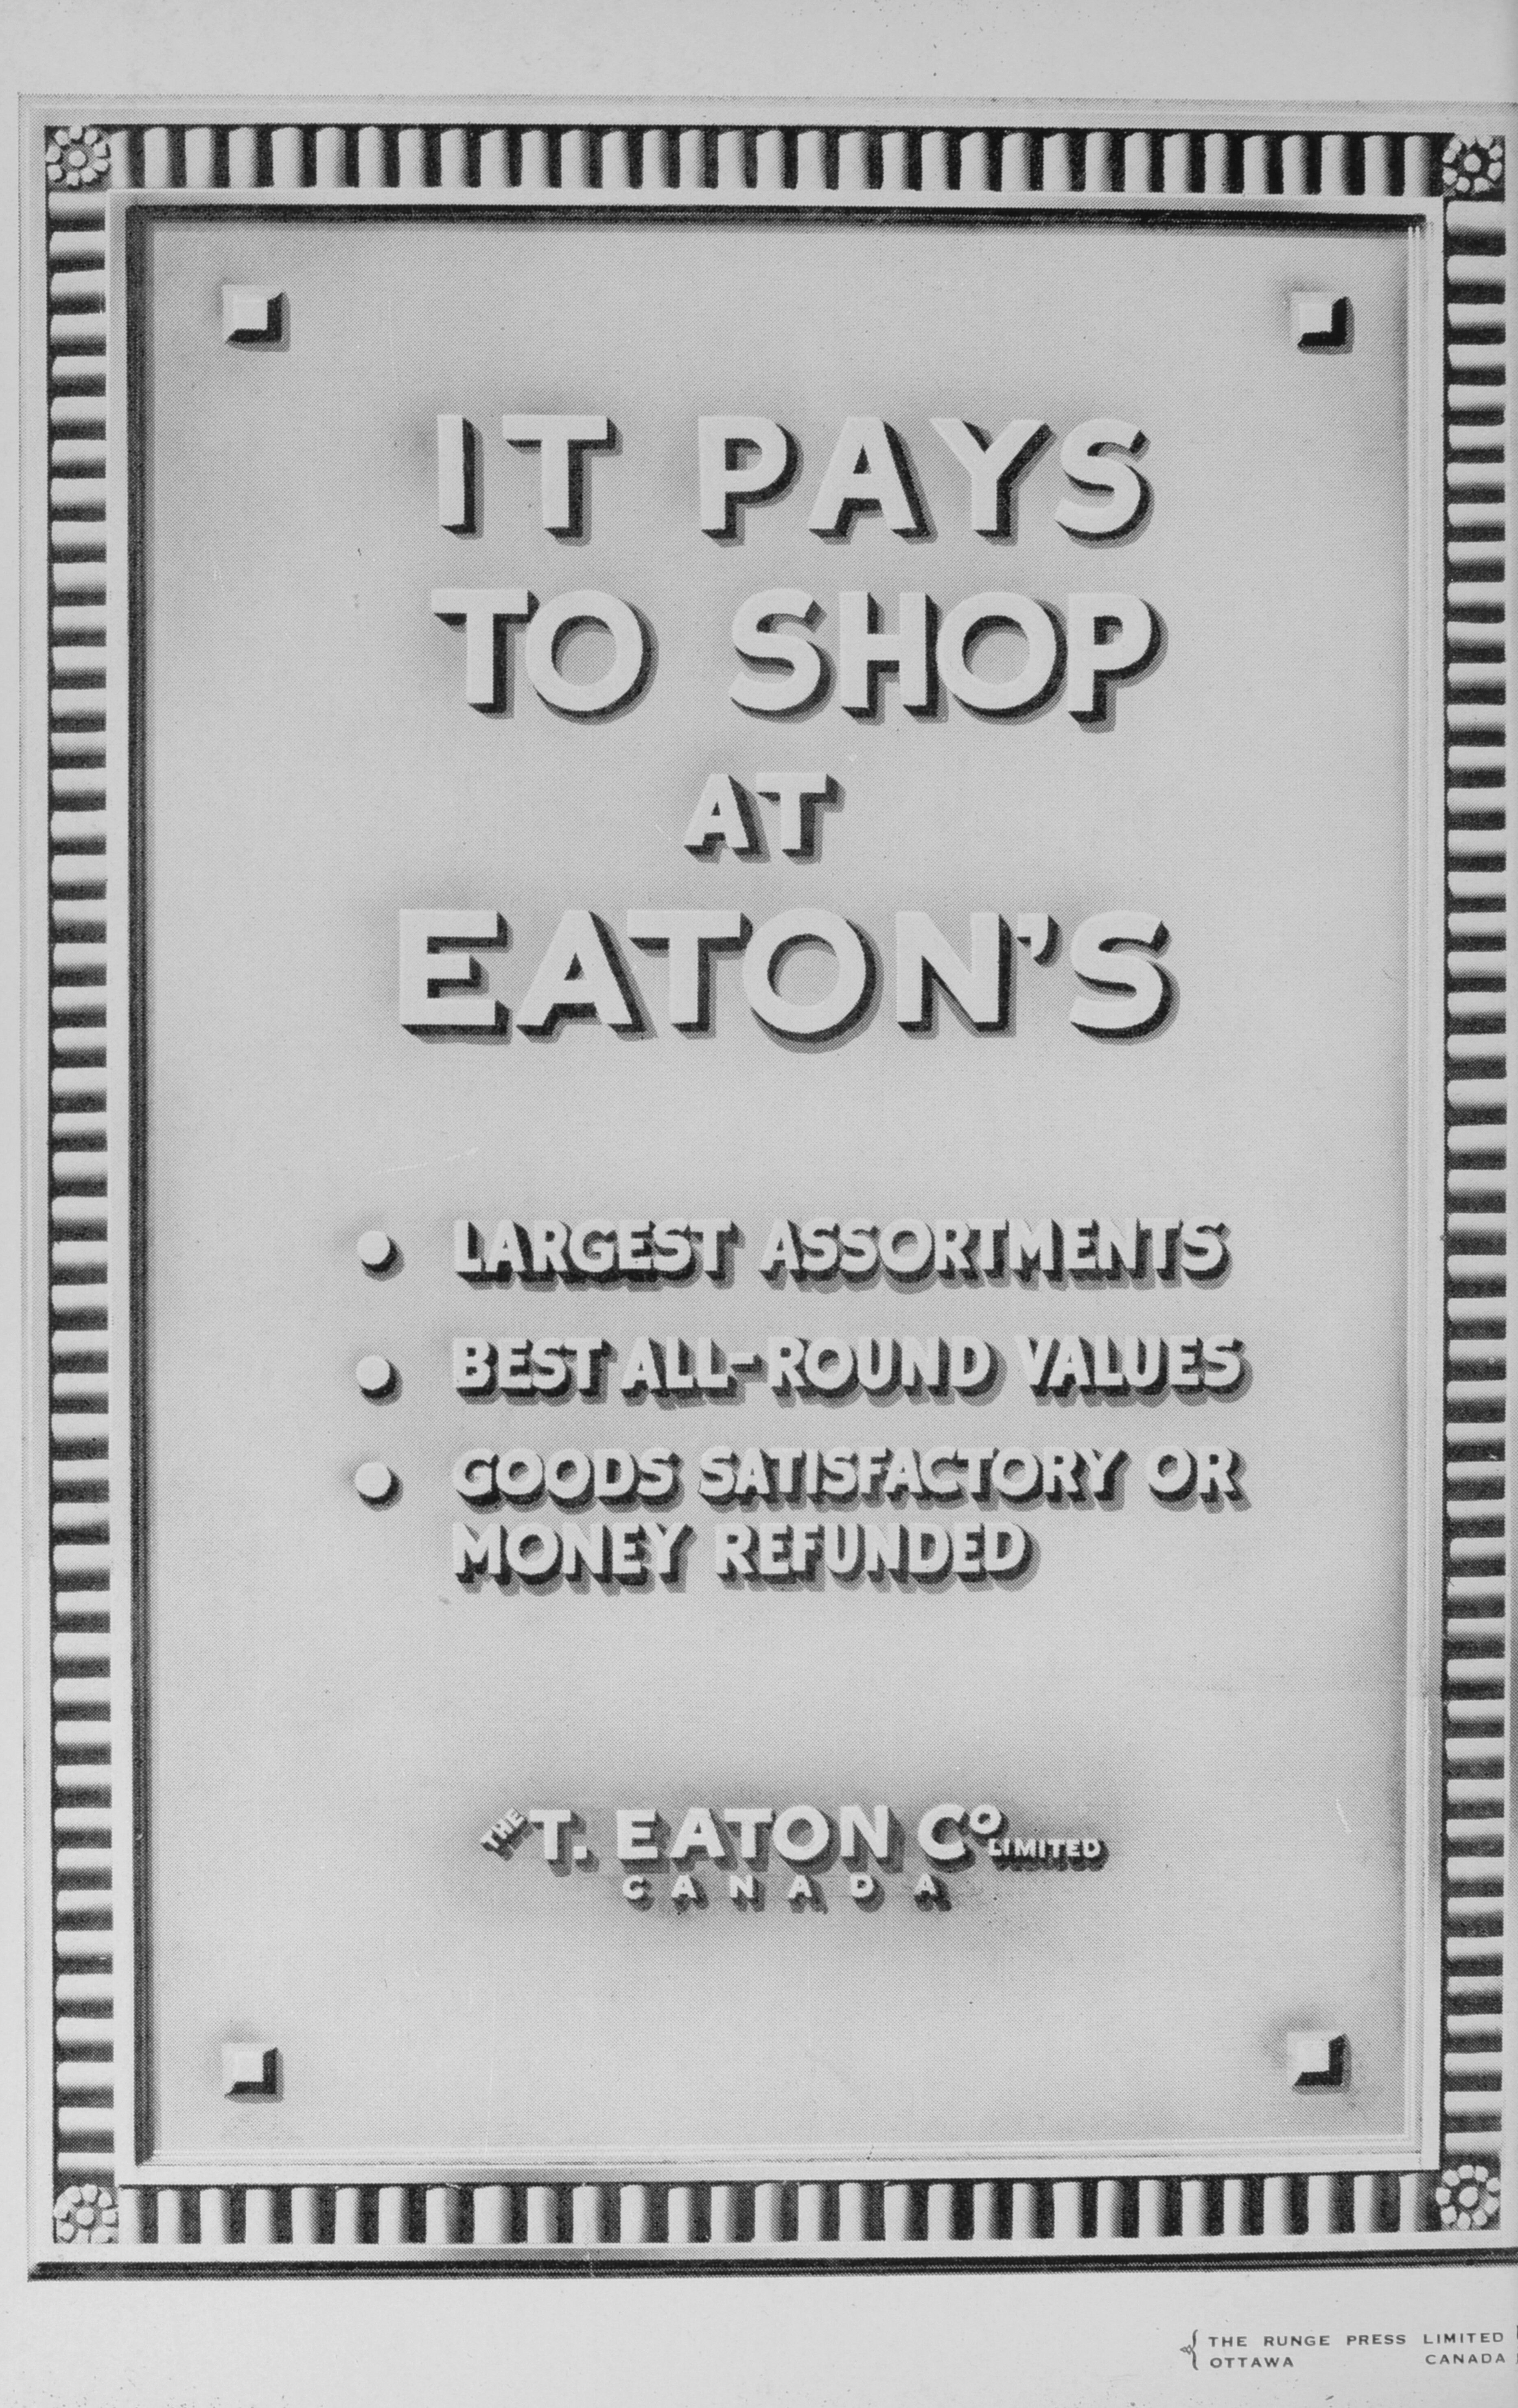 IT PAYS
TO SHOP
AT
EATON'S
• LARGEST ASSORTMENTS
• BEST ALL-ROUND VALUES
• GOODS SATISFACTORY OR
MONEY REFUNDED
THE T. EATON CO LIMITED
CANADA
THE RUNGE PRESS LIMITED
OTTAWA CANADA